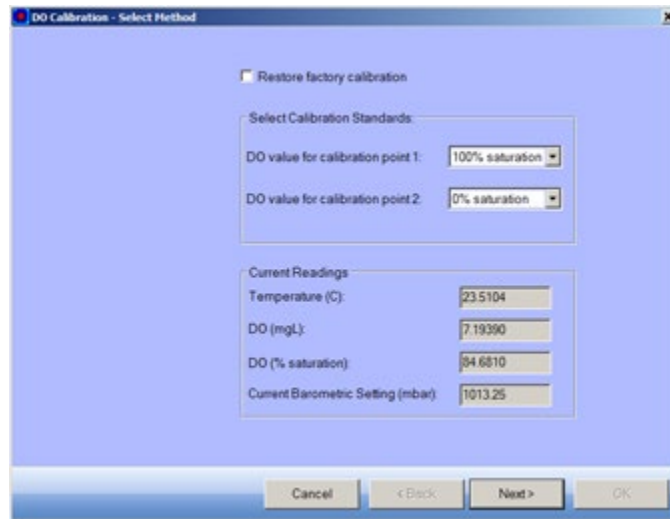 DO Calibration - Select Method
Restore factory calibration
Select Calibration Standards:
DO value for calibration point 1: 100% saturation
DO value for calibration point 2: 0% saturation
Current Readings
Temperature (C): 23.5104
DO (mgL): 7.19390
DO (% saturation): 84.6810
Current Barometric Setting (mbar): 1013.25
Cancel < Back Next > OK